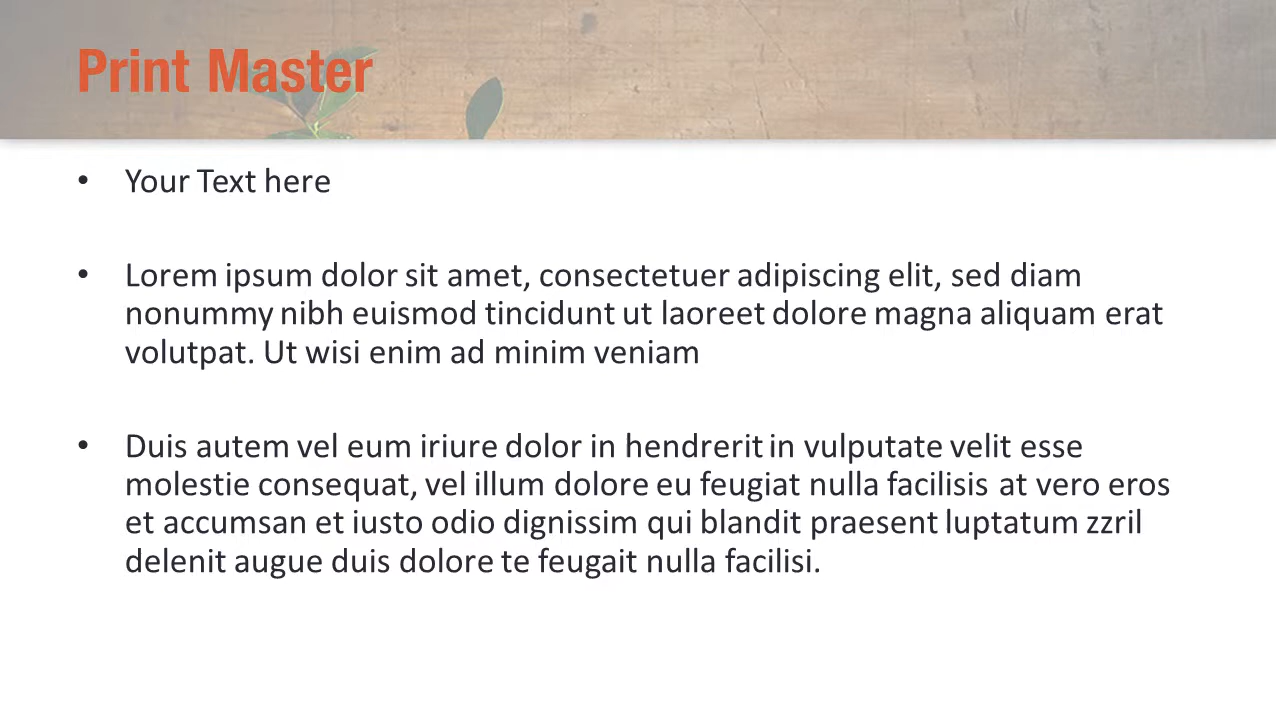 Print Master
• Your Text here
• Lorem ipsum dolor sit amet, consectetuer adipiscing elit, sed diam
nonummy nibh euismod tincidunt ut laoreet dolore magna aliquam erat
volutpat. Ut wisi enim ad minim veniam
• Duis autem vel eum iriure dolor in hendrerit in vulputate velit esse
molestie consequat, vel illum dolore eu feugiat nulla facilisis at vero eros
et accumsan et iusto odio dignissim qui blandit praesent luptatum zzril
delenit augue duis dolore te feugait nulla facilisi.